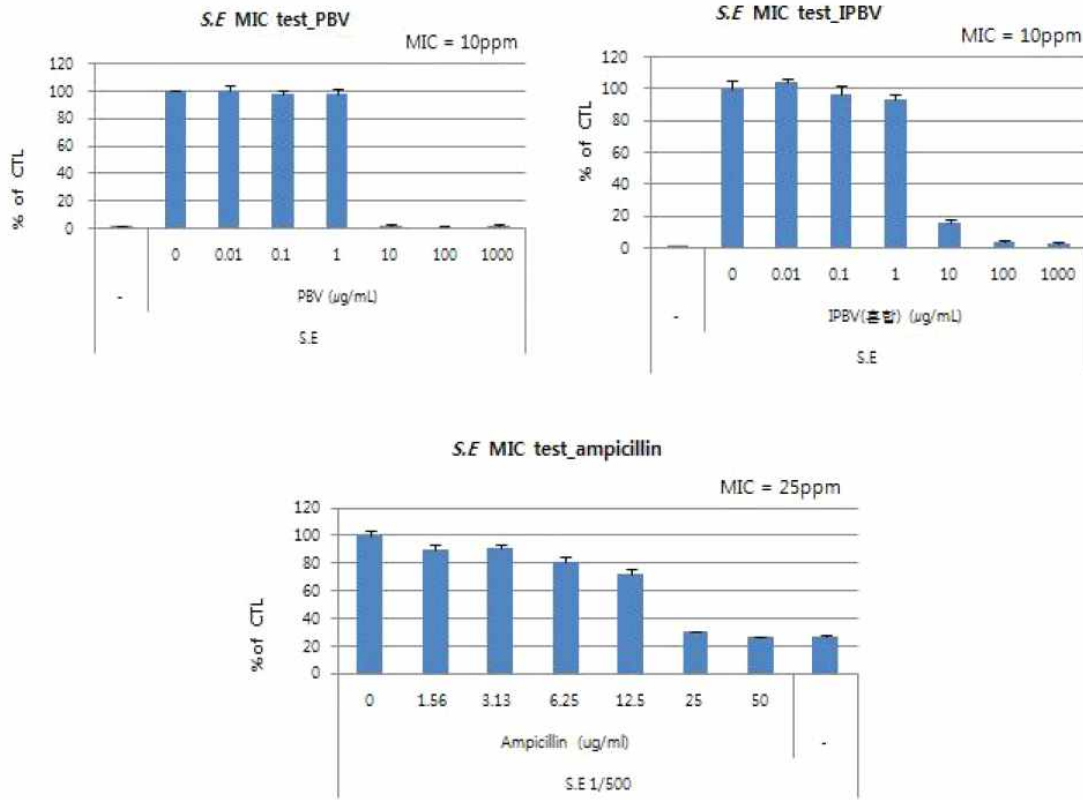 S.E MIC test_PBV
MIC = 10ppm
120
100
80
60
40
20
0
% of CTL
0 0.01 0.1 1 10 100 1000
- PBV (µg/mL)
S.E
S.E MIC test_IPBV
MIC = 10ppm
120
100
80
60
40
20
0
% of CTL
0 0.01 0.1 1 10 100 1000
- IPBV(혼합) (µg/mL)
S.E
S.E MIC test_ampicillin
MIC = 25ppm
120
100
80
60
40
20
0
% of CTL
0 1.56 3.13 6.25 12.5 25 50
Ampicillin (ug/ml) -
S.E 1/500